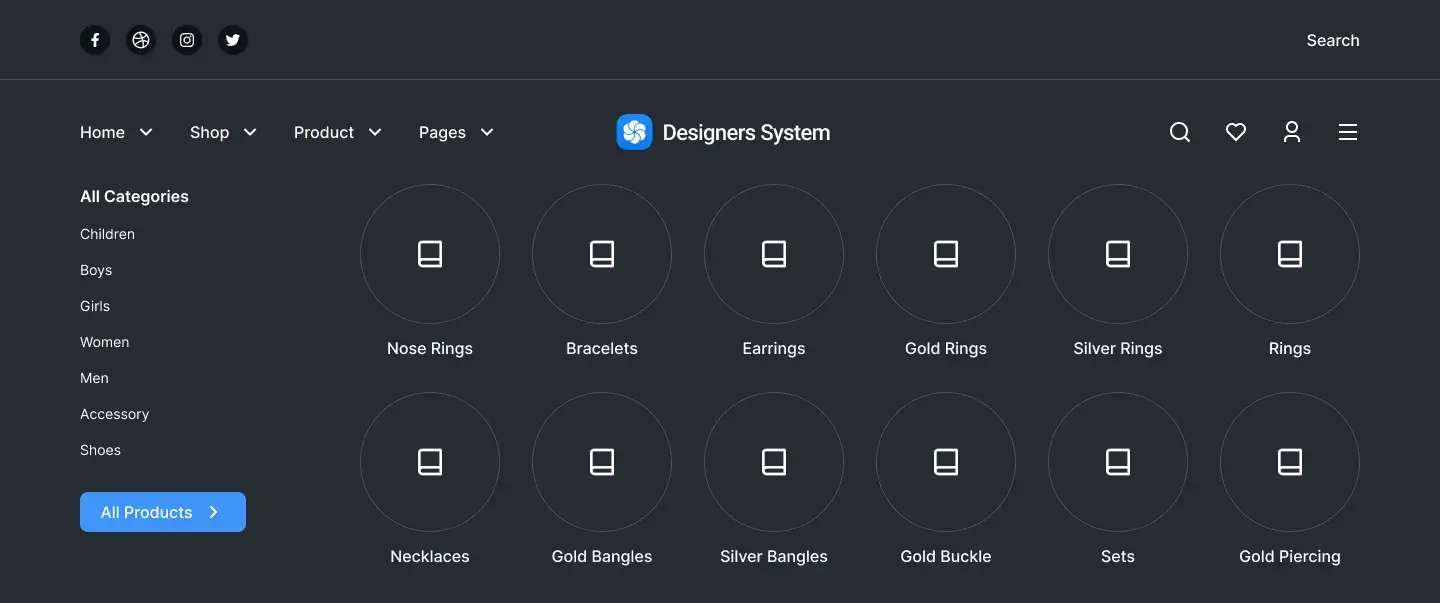 Search
Home Shop Product Pages Designers System
All Categories
Children
Boys
Girls
Women
Men
Accessory
Shoes
All Products
Nose Rings Bracelets Earrings Gold Rings Silver Rings Rings
Necklaces Gold Bangles Silver Bangles Gold Buckle Sets Gold Piercing